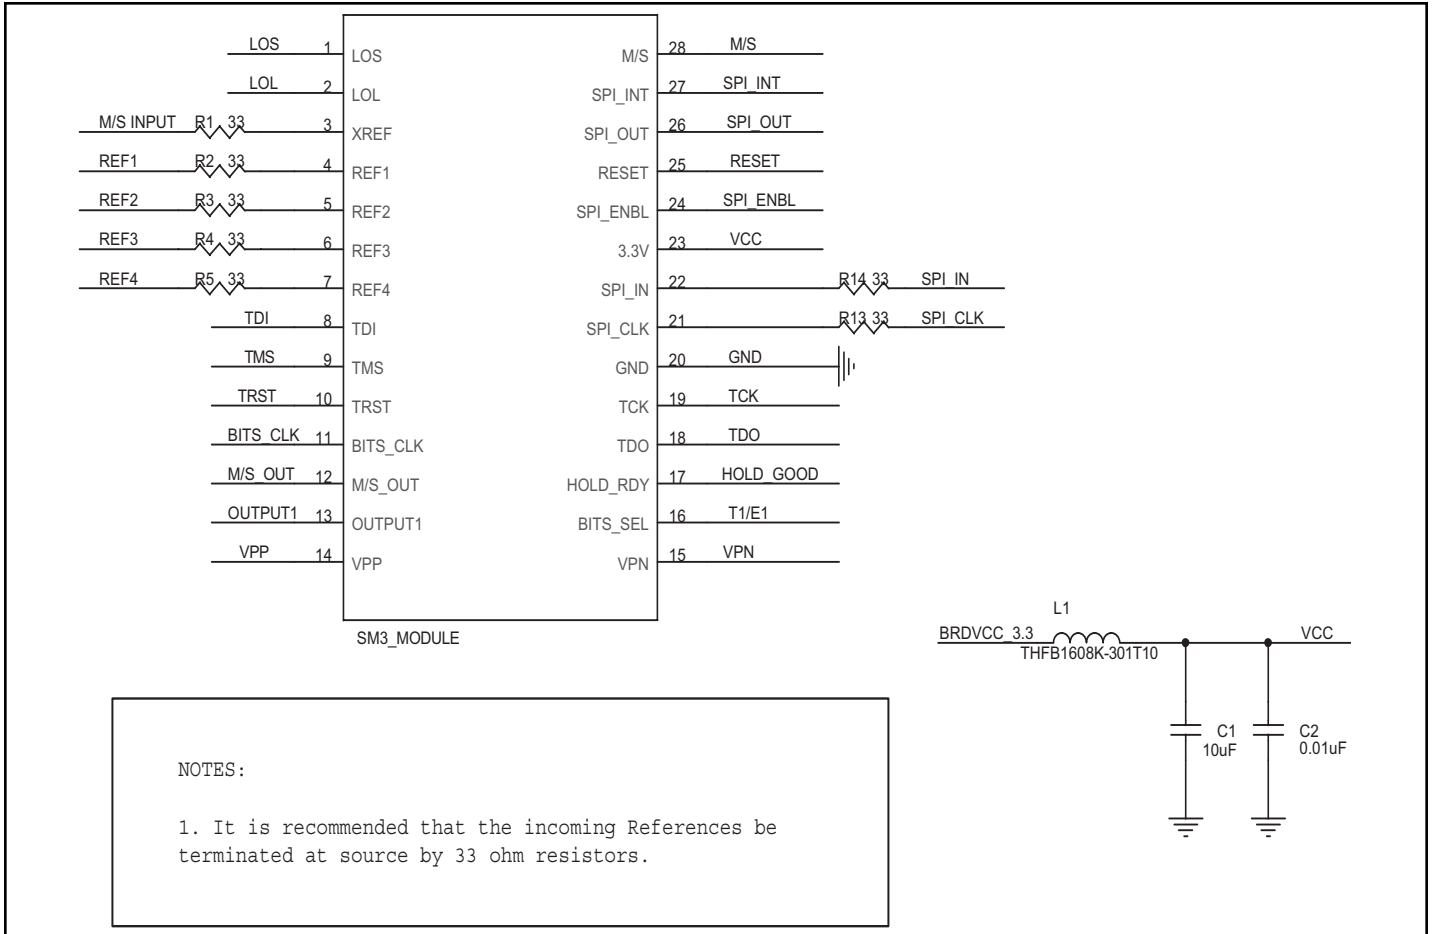 LOS 1 LOS M/S 28 M/S
LOL 2 LOL SPI_INT 27 SPI_INT
M/S INPUT R1 33 3 XREF SPI_OUT 26 SPI_OUT
REF1 R2 33 4 REF1 RESET 25 RESET
REF2 R3 33 5 REF2 SPI_ENBL 24 SPI_ENBL
REF3 R4 33 6 REF3 3.3V 23 VCC
REF4 R5 33 7 REF4 SPI_IN 22 R14 33 SPI_IN
TDI 8 TDI SPI_CLK 21 R13 33 SPI_CLK
TMS 9 TMS GND 20 GND
TRST 10 TRST TCK 19 TCK
BITS_CLK 11 BITS_CLK TDO 18 TDO
M/S_OUT 12 M/S_OUT HOLD_RDY 17 HOLD_GOOD
OUTPUT1 13 OUTPUT1 BITS_SEL 16 T1/E1
VPP 14 VPP VPN 15 VPN
SM3_MODULE
L1
BRDVCC_3.3 VCC
THFB1608K-301T10
C1 C2
10uF 0.01uF
NOTES:
1. It is recommended that the incoming References be
terminated at source by 33 ohm resistors.